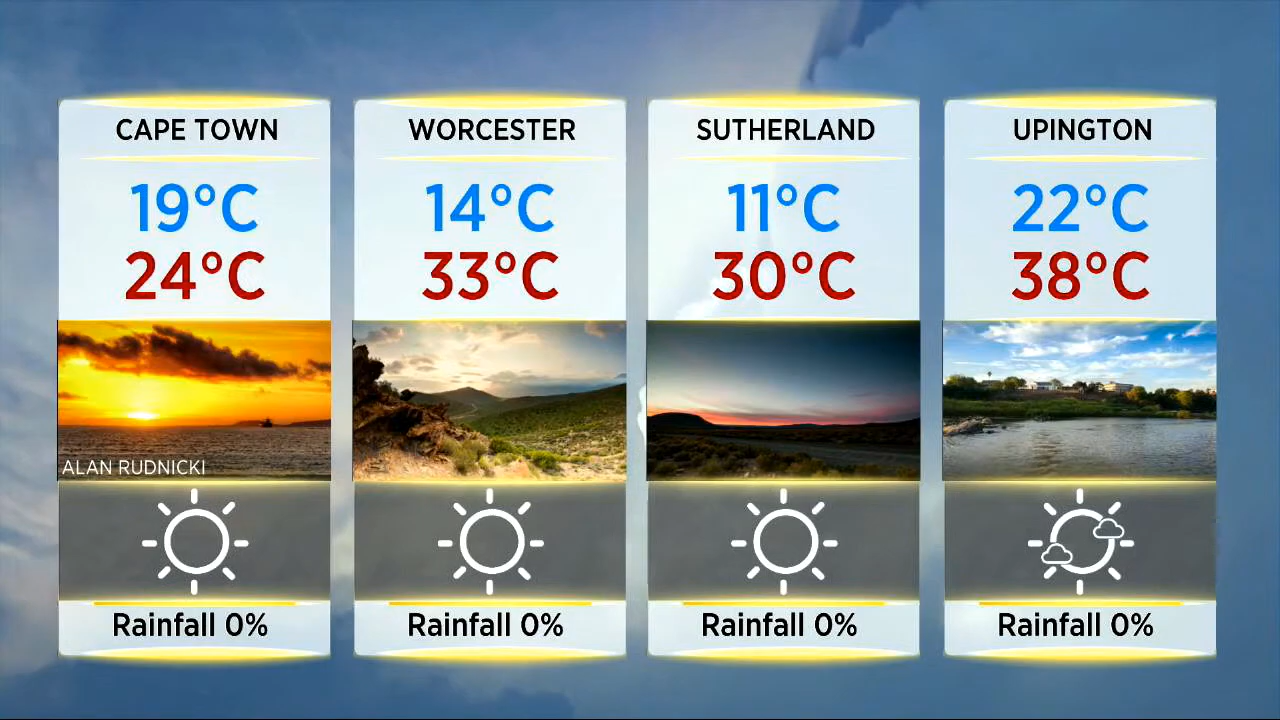 CAPE TOWN
19°C
24°C
ALAN RUDNICKI
Rainfall 0%
WORCESTER
14°C
33°C
Rainfall 0%
SUTHERLAND
11°C
30°C
Rainfall 0%
UPINGTON
22°C
38°C
Rainfall 0%